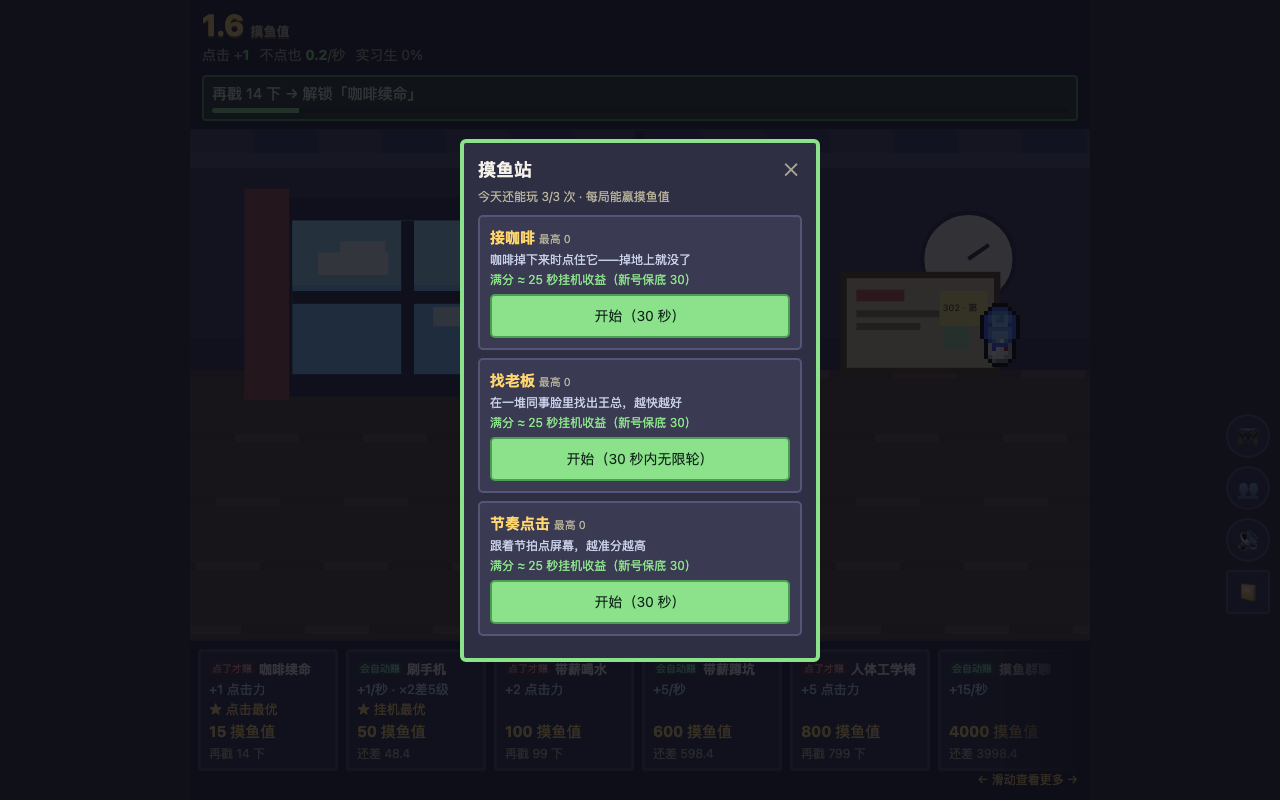 1.6 摸鱼值
点击 +1 不点也 0.2/秒 实习生 0%
再戳 14 下 → 解锁「咖啡续命」
摸鱼站
今天还能玩 3/3 次 · 每局能赢摸鱼值
接咖啡 最高 0
咖啡掉下来时点住它——掉地上就没了
满分 ≈ 25 秒挂机收益（新号保底 30）
开始（30 秒）
找老板 最高 0
在一堆同事脸里找出王总，越快越好
满分 ≈ 25 秒挂机收益（新号保底 30）
开始（30 秒内无限轮）
节奏点击 最高 0
跟着节拍点屏幕，越准分越高
满分 ≈ 25 秒挂机收益（新号保底 30）
开始（30 秒）
302 · 第
点了才赚 咖啡续命
+1 点击力
★ 点击最优
15 摸鱼值
再戳 14 下
会自动赚 刷手机
+1/秒 · ×2差5级
★ 挂机最优
50 摸鱼值
还差 48.4
点了才赚 带薪喝水
+2 点击力
100 摸鱼值
再戳 99 下
会自动赚 带薪蹲坑
+5/秒
600 摸鱼值
还差 598.4
点了才赚 人体工学椅
+5 点击力
800 摸鱼值
再戳 799 下
会自动赚 摸鱼群聊
+15/秒
4000 摸鱼值
还差 3998.4
← 滑动查看更多 →